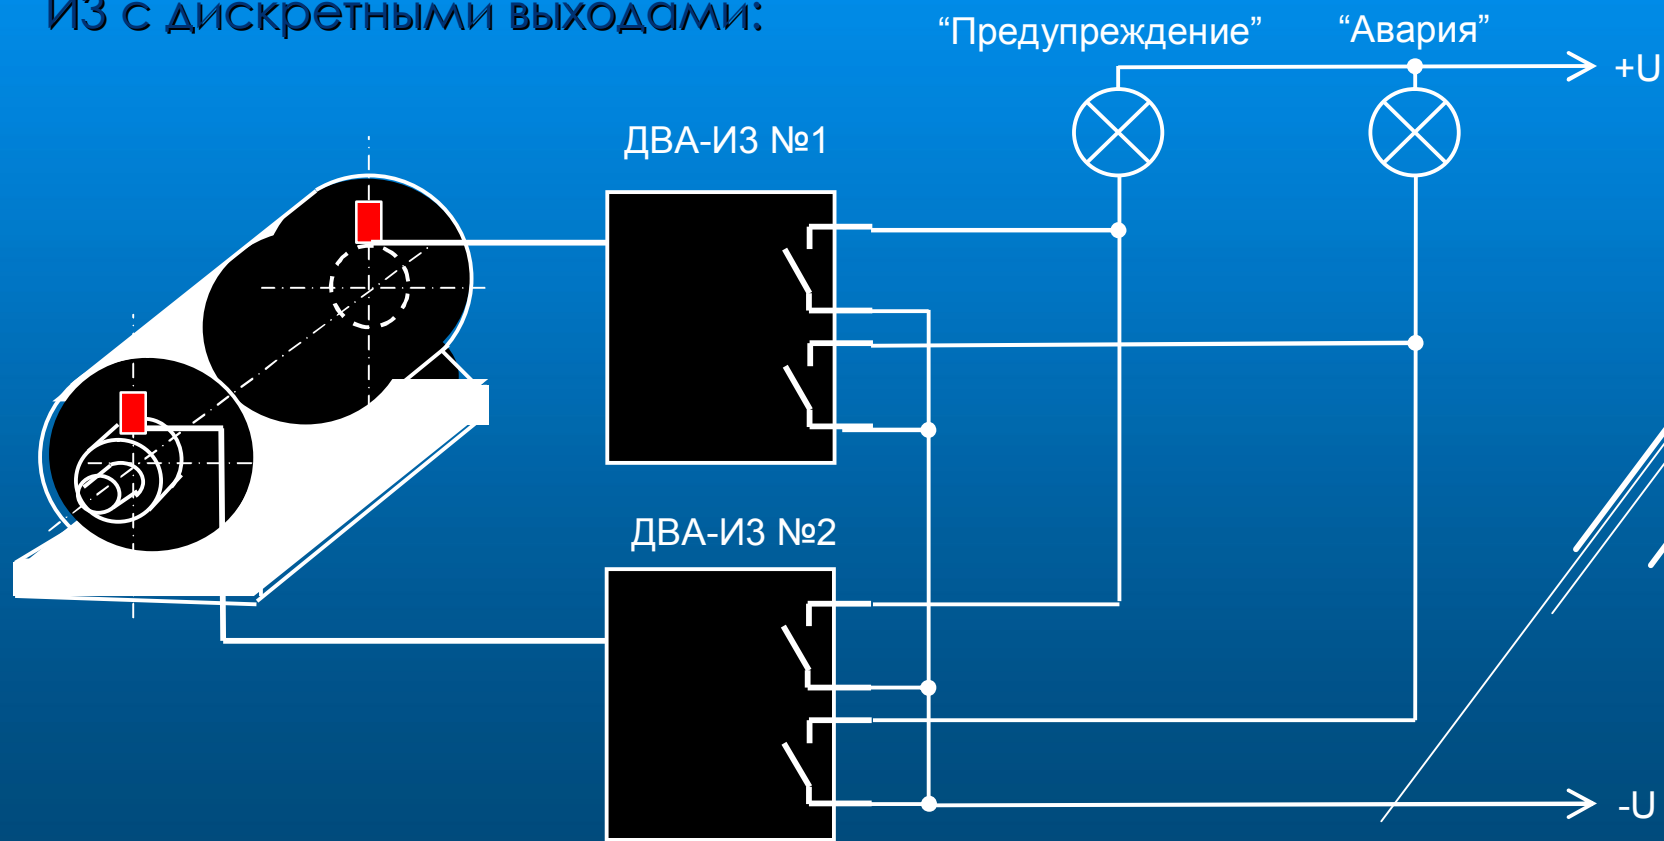 ИЗ с дискретными выходами:
“Предупреждение”
“Авария”
+U
ДВА-ИЗ №1
ДВА-ИЗ №2
-U